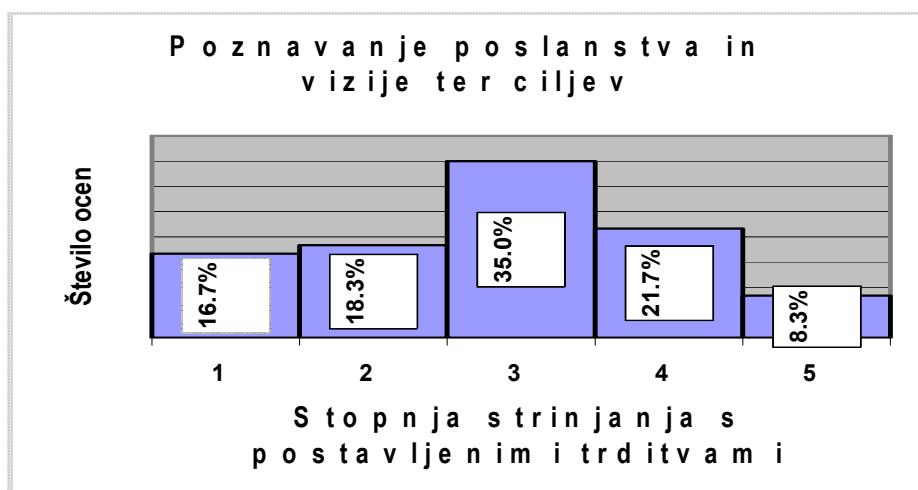 Poznavanje poslanstva in
vizije ter ciljev
Število ocen
16.7%
18.3%
35.0%
21.7%
8.3%
1
2
3
4
5
Stopnja strinjanja s
postavljenimi trditvami